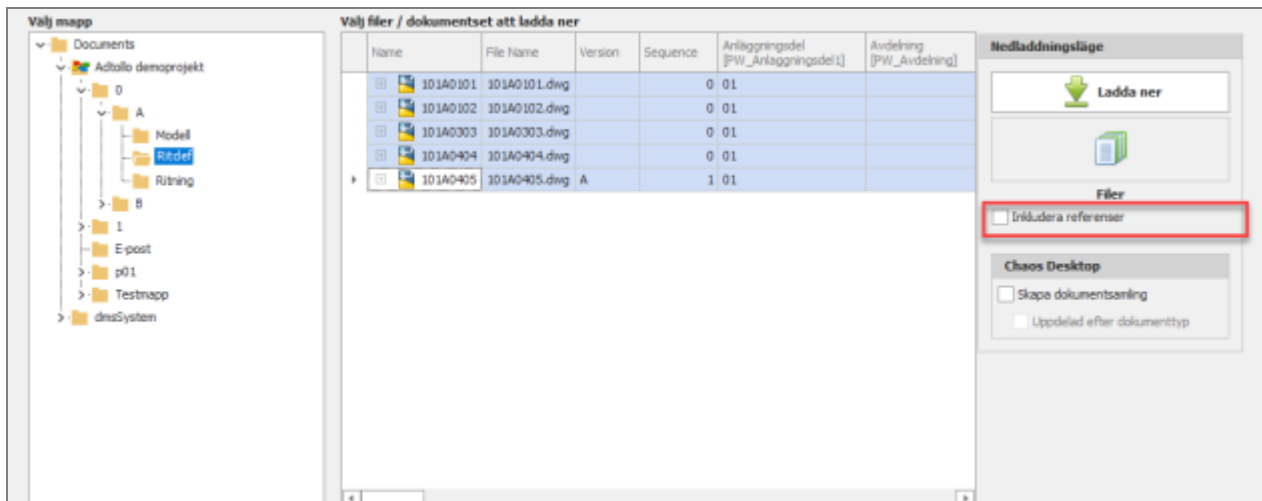 Välj mapp
Documents
Adtollo demoprojekt
0
A
Modell
Ritdef
Ritning
B
1
E-post
p01
Testmapp
dmsSystem
Välj filer / dokumentset att ladda ner
Name File Name Version Sequence Anläggningsdel [PW_Anlaggningsdel1] Avdelning [PW_Avdelning]
101A0101 101A0101.dwg 0 01
101A0102 101A0102.dwg 0 01
101A0303 101A0303.dwg 0 01
101A0404 101A0404.dwg 0 01
101A0405 101A0405.dwg A 1 01
Nedladdningsläge
Ladda ner
Filer
Inkludera referenser
Chaos Desktop
Skapa dokumentsamling
Uppdelad efter dokumenttyp